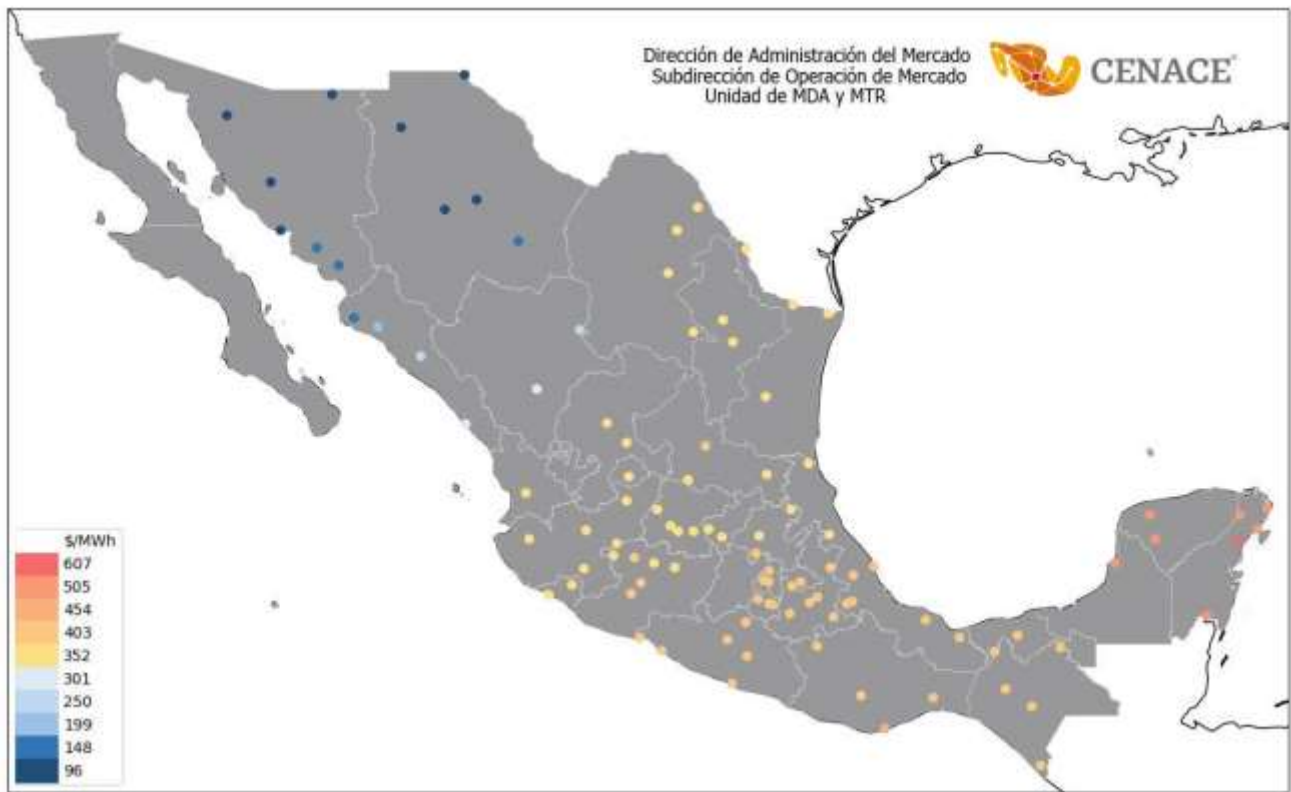 Dirección de Administración del Mercado
Subdirección de Operación de Mercado
Unidad de MDA y MTR
CENACE
$/MWh
607
505
454
403
352
301
250
199
148
96